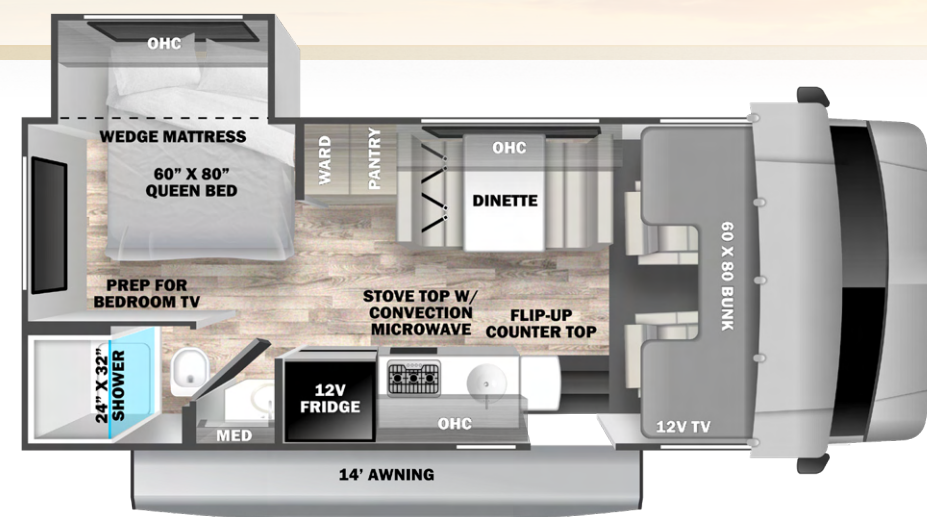 OHC
WEDGE MATTRESS
60” X 80”
QUEEN BED
WARD
PANTRY
OHC
DINETTE
60 X 80 BUNK
PREP FOR
BEDROOM TV
STOVE TOP W/
CONVECTION
MICROWAVE
FLIP-UP
COUNTER TOP
24” X 32”
SHOWER
12V
FRIDGE
MED
OHC
12V TV
14’ AWNING